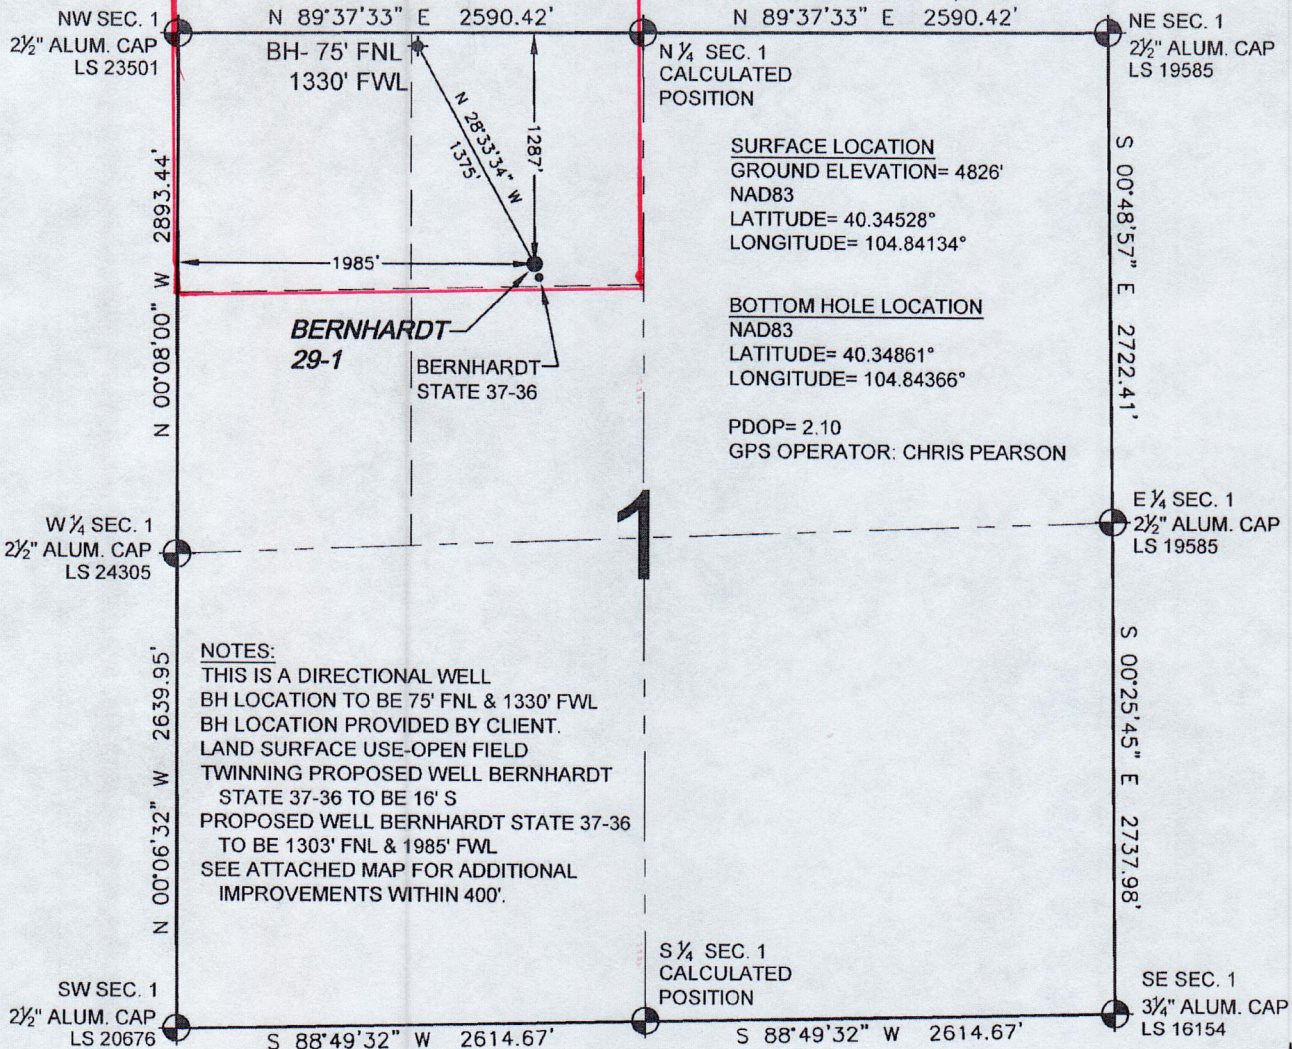 NW SEC. 1
2½" ALUM. CAP
LS 23501
N 89°37'33" E 2590.42'
N 89°37'33" E 2590.42'
NE SEC. 1
2½" ALUM. CAP
LS 19585
BH- 75' FNL
1330' FWL
N ¼ SEC. 1
CALCULATED
POSITION
N 28°33'34" W
1375'
1287'
N 00°08'00" W 2893.44'
S 00°48'57" E 2722.41'
SURFACE LOCATION
GROUND ELEVATION= 4826'
NAD83
LATITUDE= 40.34528°
LONGITUDE= 104.84134°
1985'
BERNHARDT
29-1
BERNHARDT
STATE 37-36
BOTTOM HOLE LOCATION
NAD83
LATITUDE= 40.34861°
LONGITUDE= 104.84366°
PDOP= 2.10
GPS OPERATOR: CHRIS PEARSON
W ¼ SEC. 1
2½" ALUM. CAP
LS 24305
1
E ¼ SEC. 1
2½" ALUM. CAP
LS 19585
N 00°06'32" W 2639.95'
S 00°25'45" E 2737.98'
NOTES:
THIS IS A DIRECTIONAL WELL
BH LOCATION TO BE 75' FNL & 1330' FWL
BH LOCATION PROVIDED BY CLIENT.
LAND SURFACE USE-OPEN FIELD
TWINNING PROPOSED WELL BERNHARDT
STATE 37-36 TO BE 16' S
PROPOSED WELL BERNHARDT STATE 37-36
TO BE 1303' FNL & 1985' FWL
SEE ATTACHED MAP FOR ADDITIONAL
IMPROVEMENTS WITHIN 400'.
SW SEC. 1
2½" ALUM. CAP
LS 20676
S ¼ SEC. 1
CALCULATED
POSITION
SE SEC. 1
3¼" ALUM. CAP
LS 16154
S 88°49'32" W 2614.67'
S 88°49'32" W 2614.67'